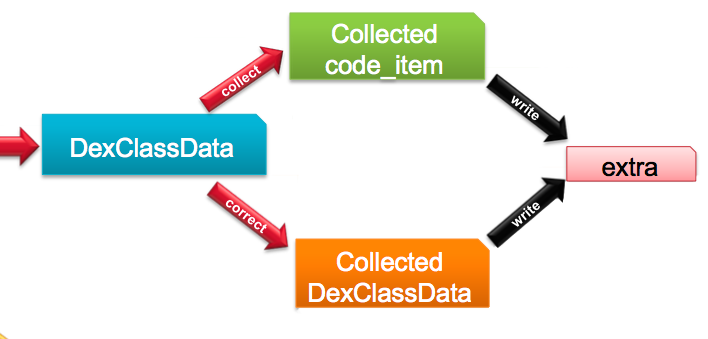 Collected
code_item
collect
write
DexClassData
extra
correct
write
Collected
DexClassData